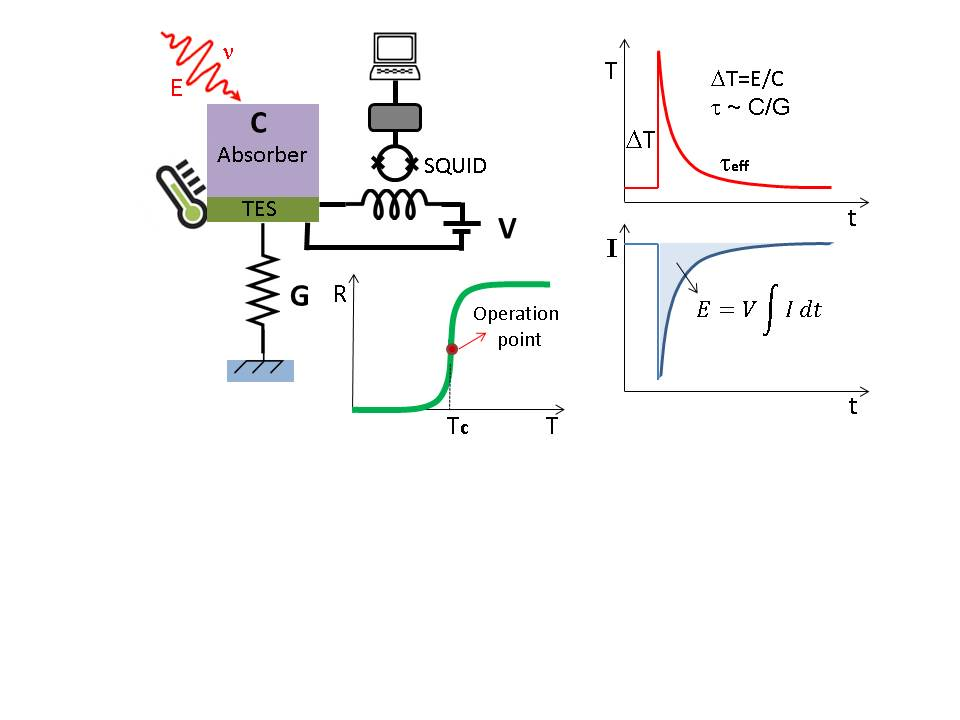 ν
E
C
Absorber
TES
SQUID
V
G
R
Operation
point
Tc
T
T
ΔT=E/C
τ ~ C/G
ΔT
τeff
t
I
E = V ∫ I dt
t